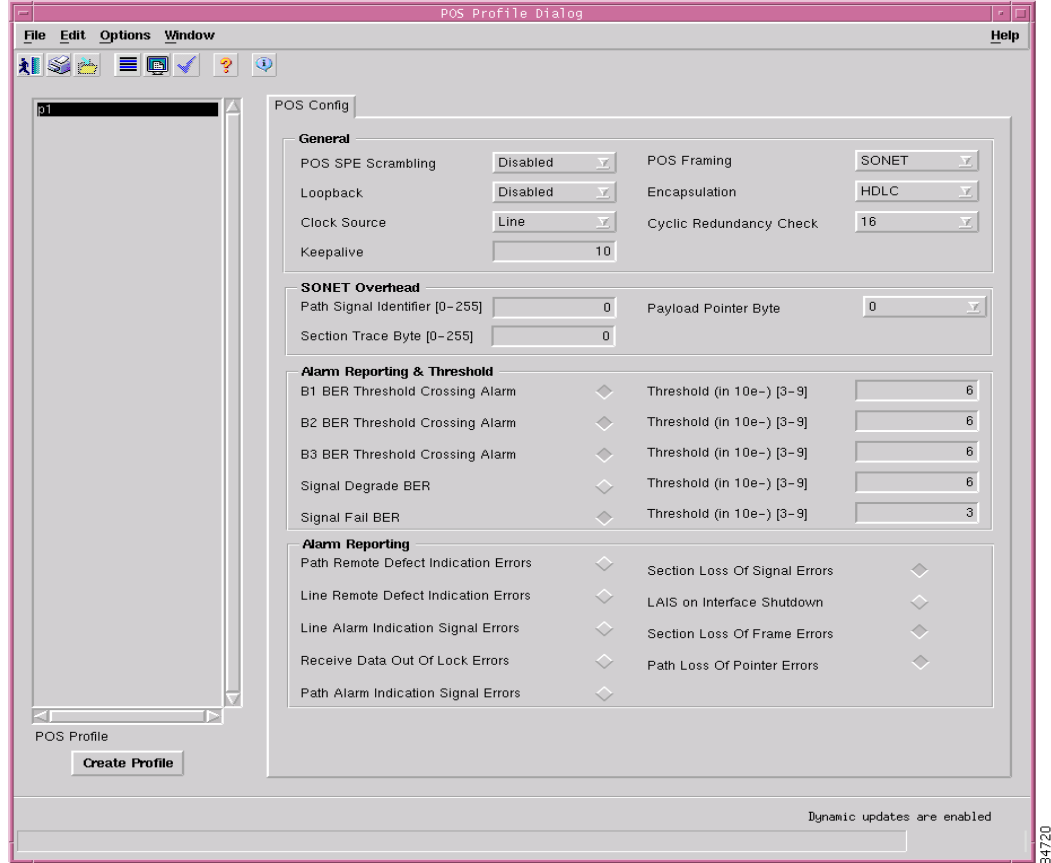 POS Profile Dialog
File Edit Options Window Help
p1
POS Profile
Create Profile
POS Config
General
POS SPE Scrambling Disabled POS Framing SONET
Loopback Disabled Encapsulation HDLC
Clock Source Line Cyclic Redundancy Check 16
Keepalive 10
SONET Overhead
Path Signal Identifier [0-255] 0 Payload Pointer Byte 0
Section Trace Byte [0-255] 0
Alarm Reporting & Threshold
B1 BER Threshold Crossing Alarm Threshold (in 10e-) [3-9] 6
B2 BER Threshold Crossing Alarm Threshold (in 10e-) [3-9] 6
B3 BER Threshold Crossing Alarm Threshold (in 10e-) [3-9] 6
Signal Degrade BER Threshold (in 10e-) [3-9] 6
Signal Fail BER Threshold (in 10e-) [3-9] 3
Alarm Reporting
Path Remote Defect Indication Errors Section Loss Of Signal Errors
Line Remote Defect Indication Errors LAIS on Interface Shutdown
Line Alarm Indication Signal Errors Section Loss Of Frame Errors
Receive Data Out Of Lock Errors Path Loss Of Pointer Errors
Path Alarm Indication Signal Errors
Dynamic updates are enabled
84720